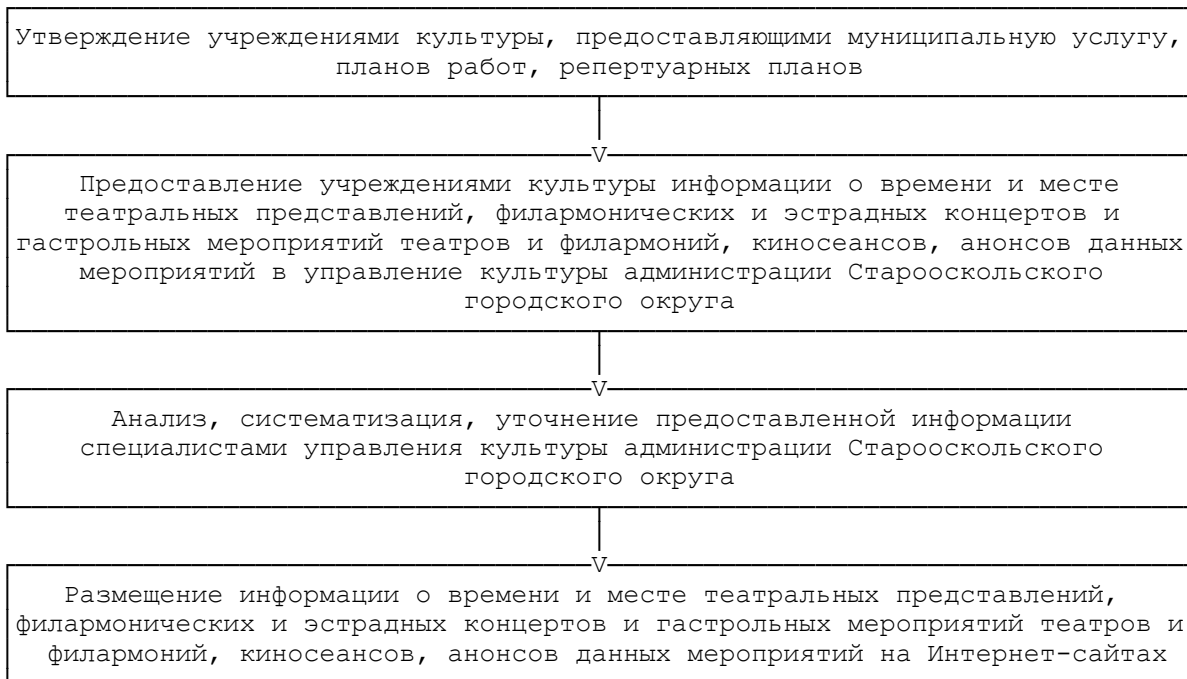 Утверждение учреждениями культуры, предоставляющими муниципальную услугу,
планов работ, репертуарных планов
V
Предоставление учреждениями культуры информации о времени и месте
театральных представлений, филармонических и эстрадных концертов и
гастрольных мероприятий театров и филармоний, киносеансов, анонсов данных
мероприятий в управление культуры администрации Старооскольского
городского округа
V
Анализ, систематизация, уточнение предоставленной информации
специалистами управления культуры администрации Старооскольского
городского округа
V
Размещение информации о времени и месте театральных представлений,
филармонических и эстрадных концертов и гастрольных мероприятий театров и
филармоний, киносеансов, анонсов данных мероприятий на Интернет-сайтах